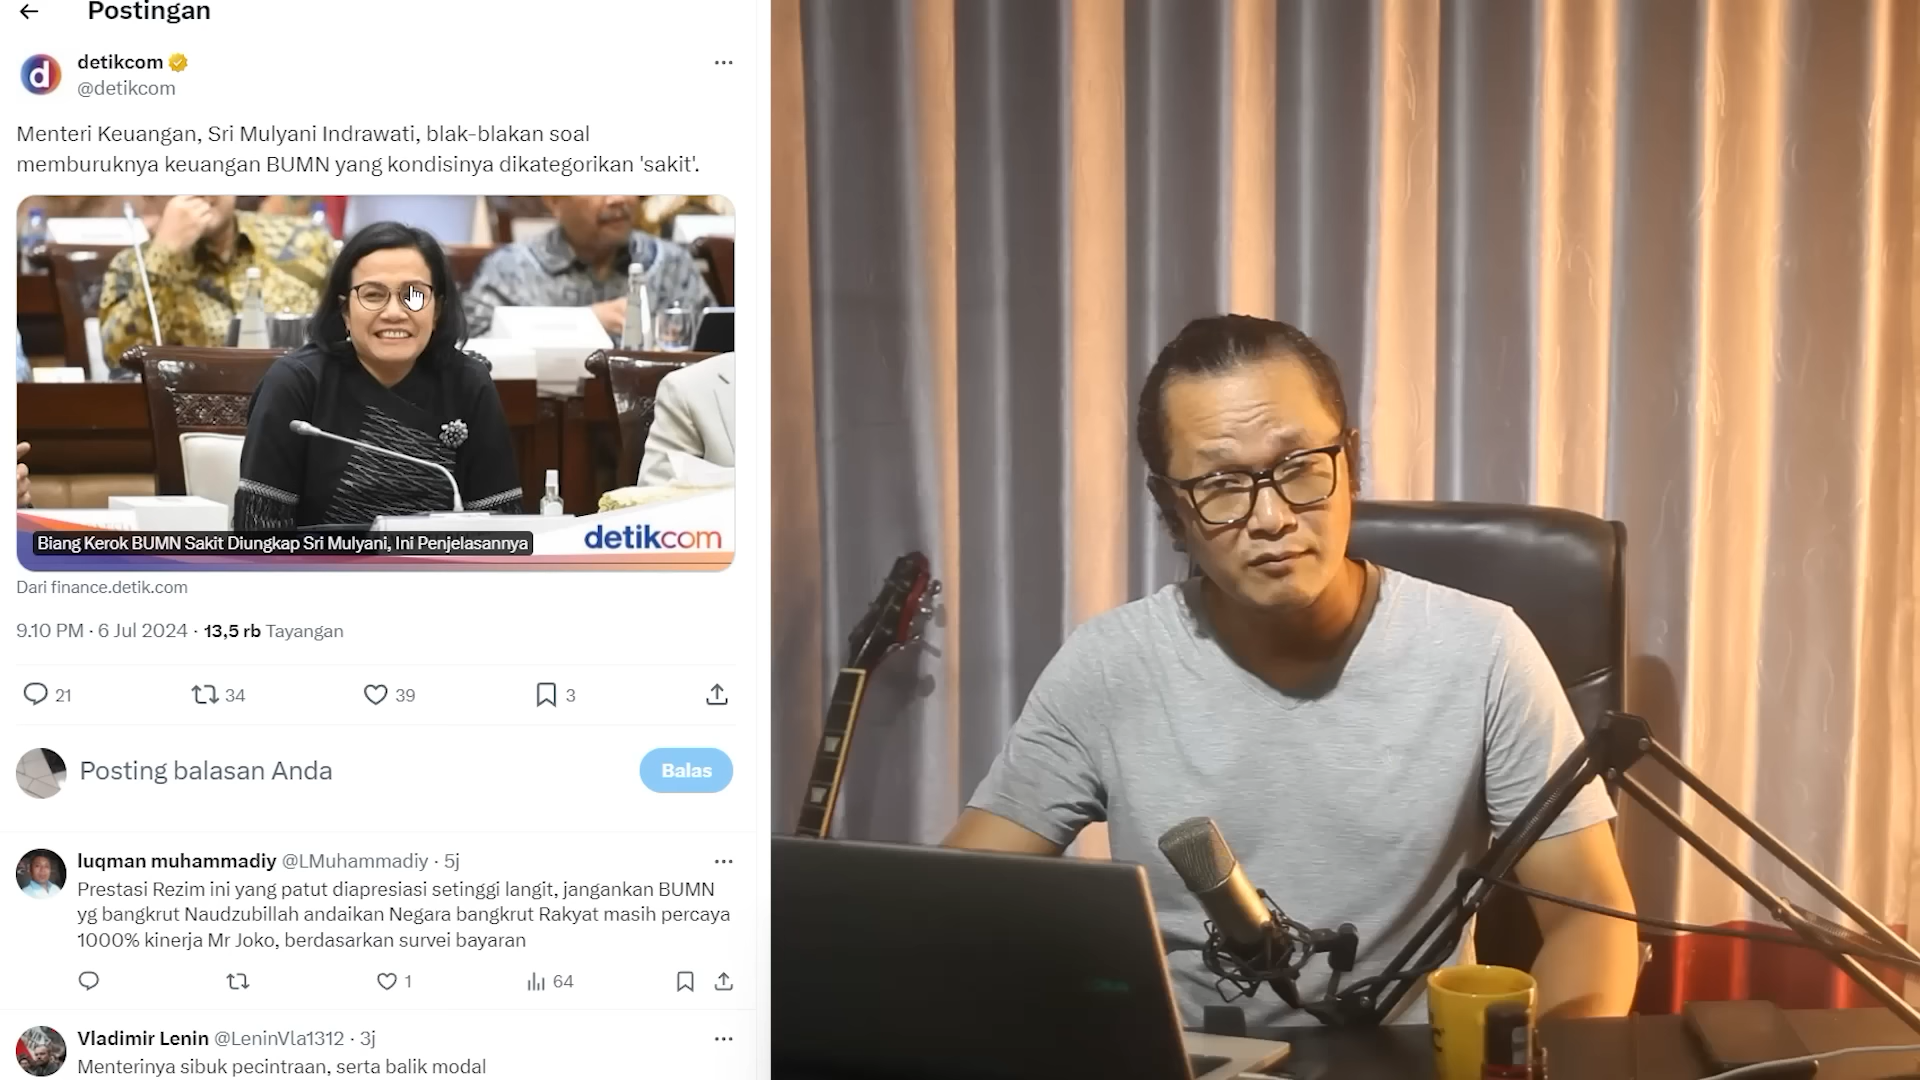 Postingan
detikcom
@detikcom
Menteri Keuangan, Sri Mulyani Indrawati, blak-blakan soal
memburuknya keuangan BUMN yang kondisinya dikategorikan 'sakit'.
Biang Kerok BUMN Sakit Diungkap Sri Mulyani, Ini Penjelasannya
detikcom
Dari finance.detik.com
9.10 PM · 6 Jul 2024 · 13,5 rb Tayangan
21 34 39 3
Posting balasan Anda
Balas
luqman muhammadiy @LMuhammadiy · 5j
Prestasi Rezim ini yang patut diapresiasi setinggi langit, jangankan BUMN
yg bangkrut Naudzubillah andaikan Negara bangkrut Rakyat masih percaya
1000% kinerja Mr Joko, berdasarkan survei bayaran
1 64
Vladimir Lenin @LeninVla1312 · 3j
Menterinya sibuk pecintraan, serta balik modal